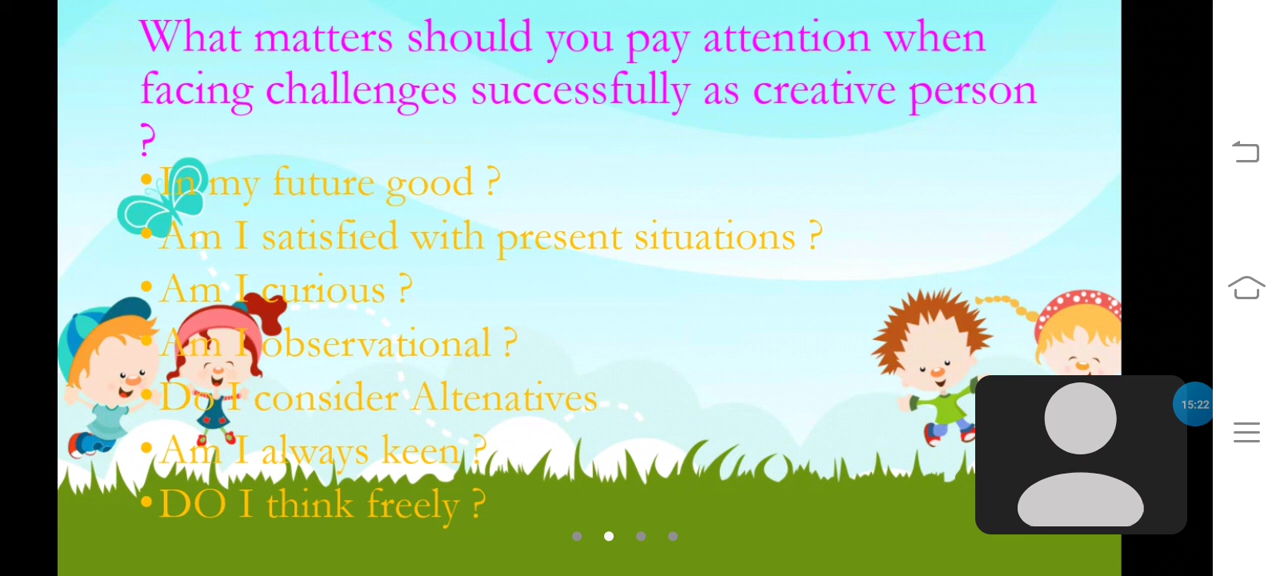 What matters should you pay attention when
facing challenges successfully as creative person
?
•In my future good ?
•Am I satisfied with present situations ?
•Am I curious ?
•Am I observational ?
•Do I consider Altenatives
•Am I always keen ?
•DO I think freely ?
15:22